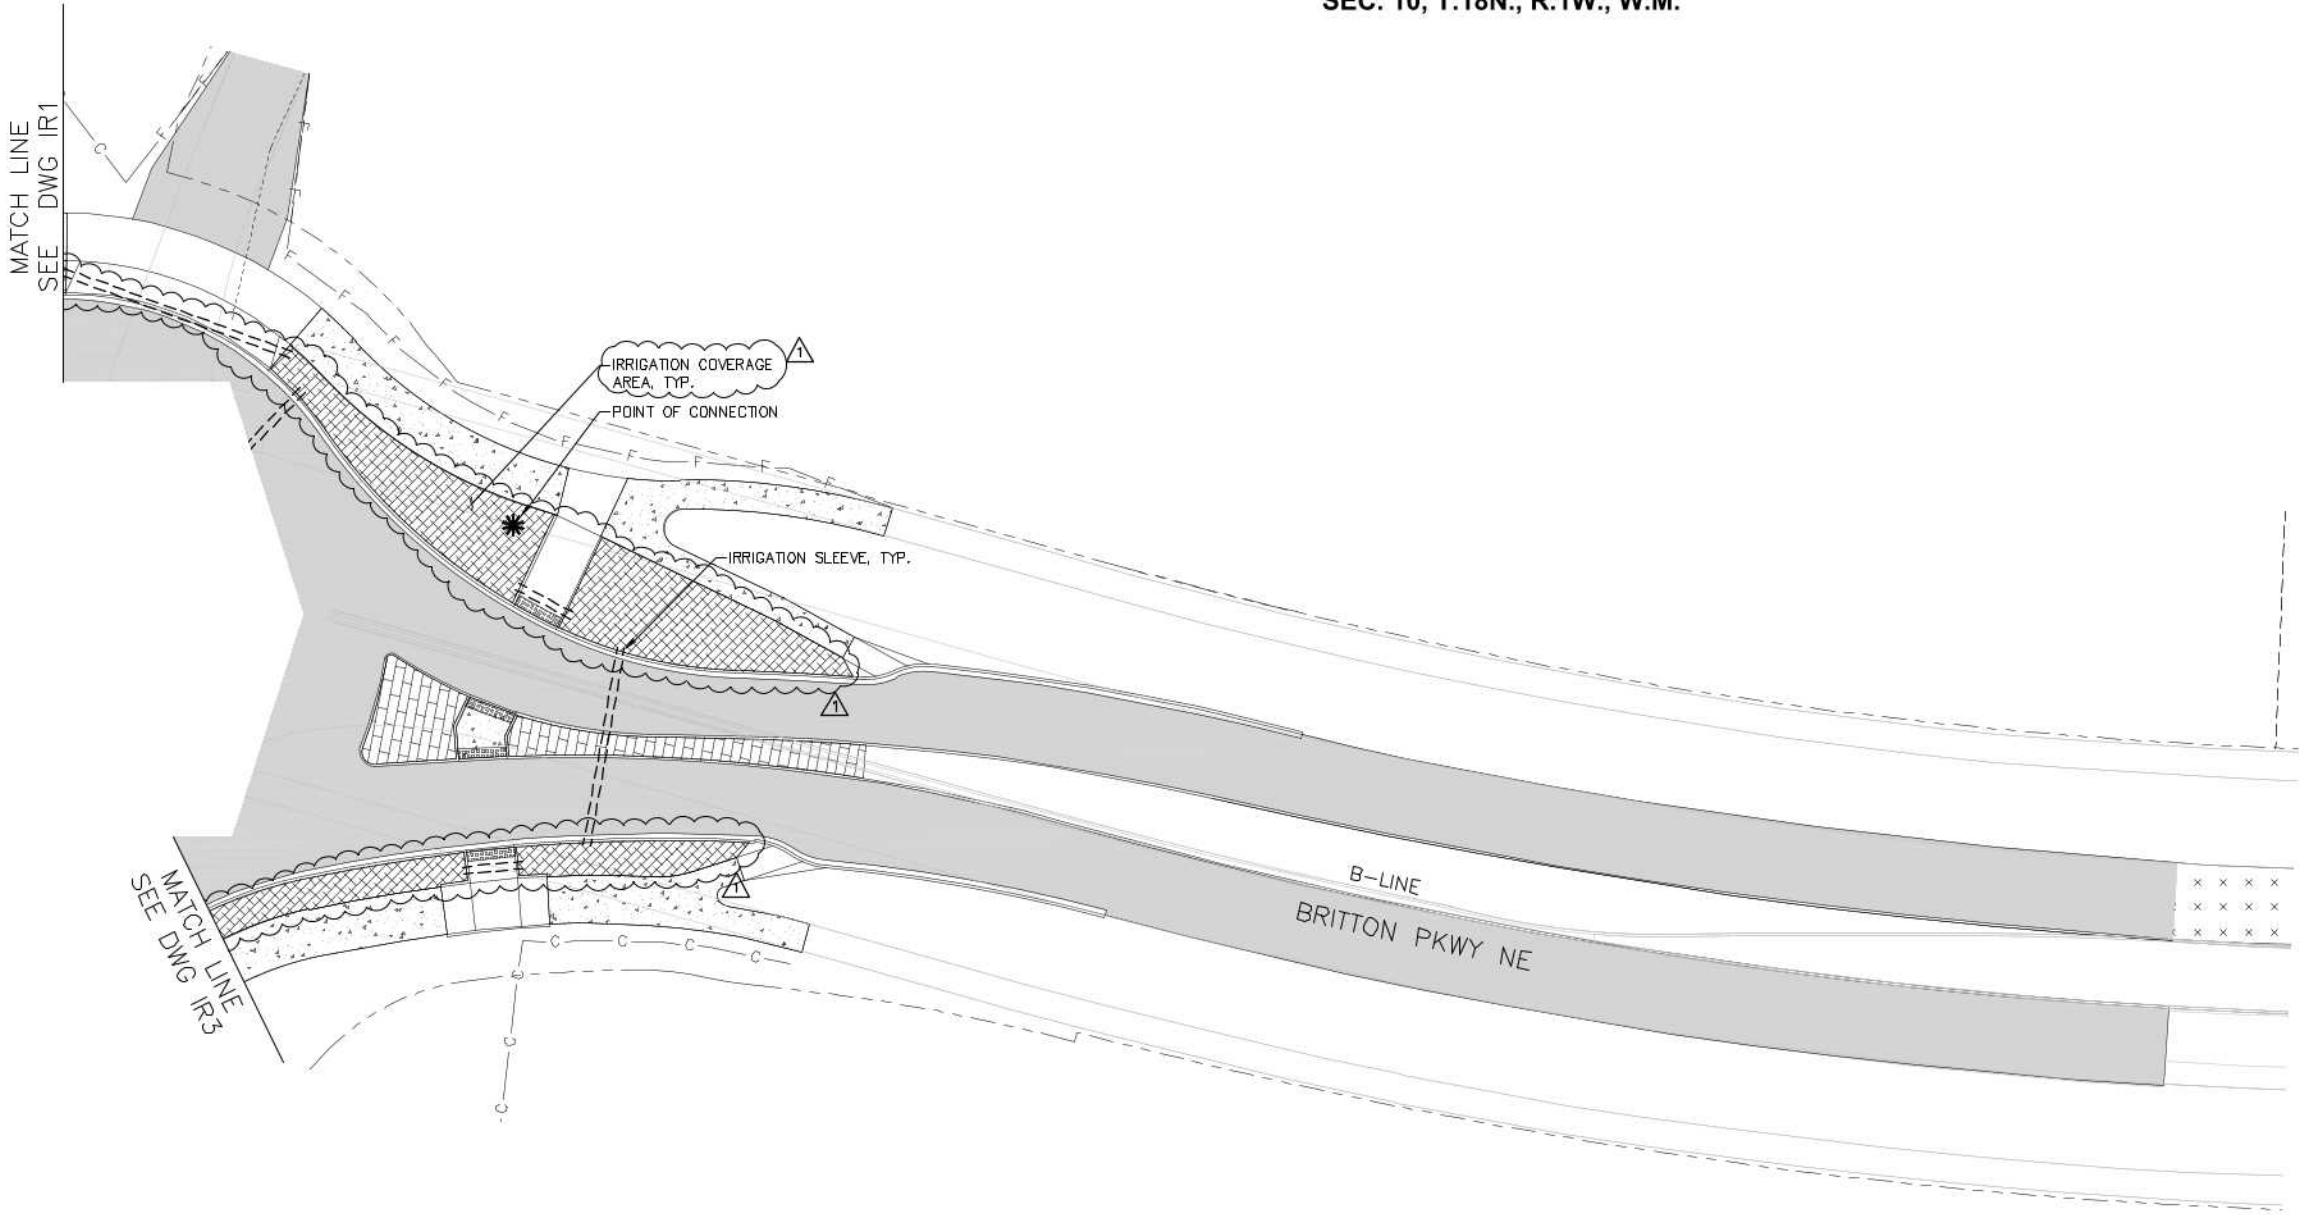 SEC. 10, T.18N., R.1W., W.M.
MATCH LINE
SEE DWG IR1
C
F
F
F
F
F
F
F
IRRIGATION COVERAGE
AREA, TYP.
1
POINT OF CONNECTION
F
F
F
F
F
F
IRRIGATION SLEEVE, TYP.
1
MATCH LINE
SEE DWG IR3
1
B-LINE
BRITTON PKWY NE
C
C
C
C
C
C
C